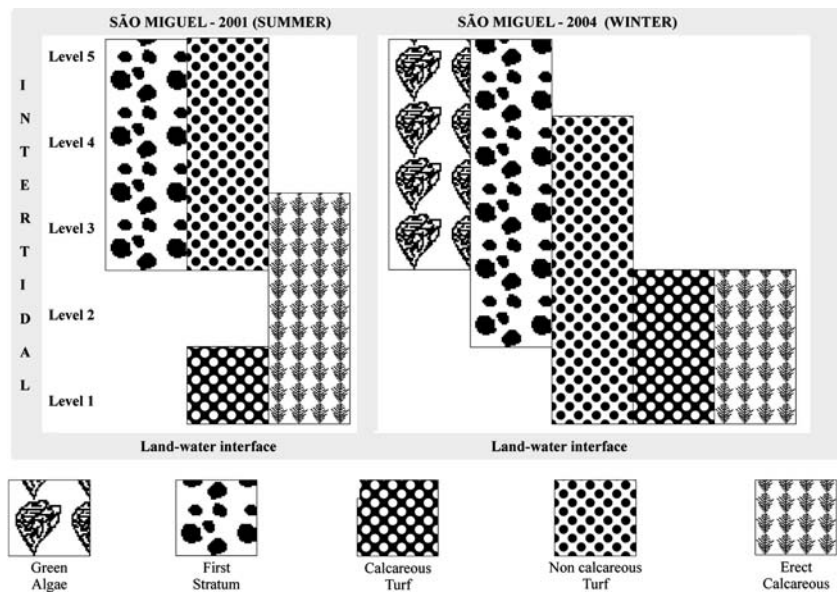 SÃO MIGUEL - 2001 (SUMMER)
SÃO MIGUEL - 2004 (WINTER)
INTERTIDAL
Level 5
Level 4
Level 3
Level 2
Level 1
Land-water interface
Land-water interface
Green
Algae
First
Stratum
Calcareous
Turf
Non calcareous
Turf
Erect
Calcareous